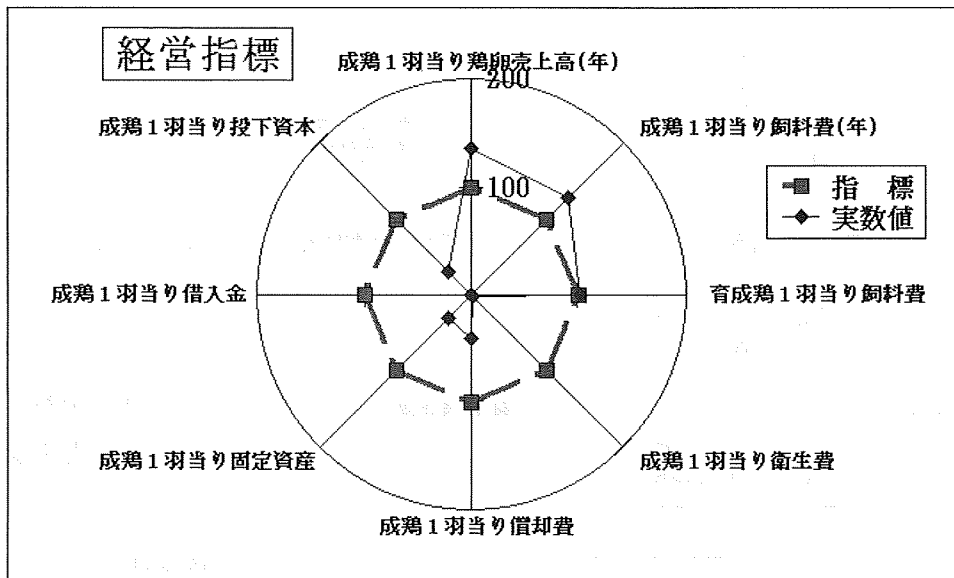 経営指標
成鶏1羽当り鶏卵売上高(年)
200
成鶏1羽当り投下資本
成鶏1羽当り飼料費(年)
100
指 標
実数値
成鶏1羽当り借入金
育成鶏1羽当り飼料費
成鶏1羽当り固定資産
成鶏1羽当り衛生費
成鶏1羽当り償却費